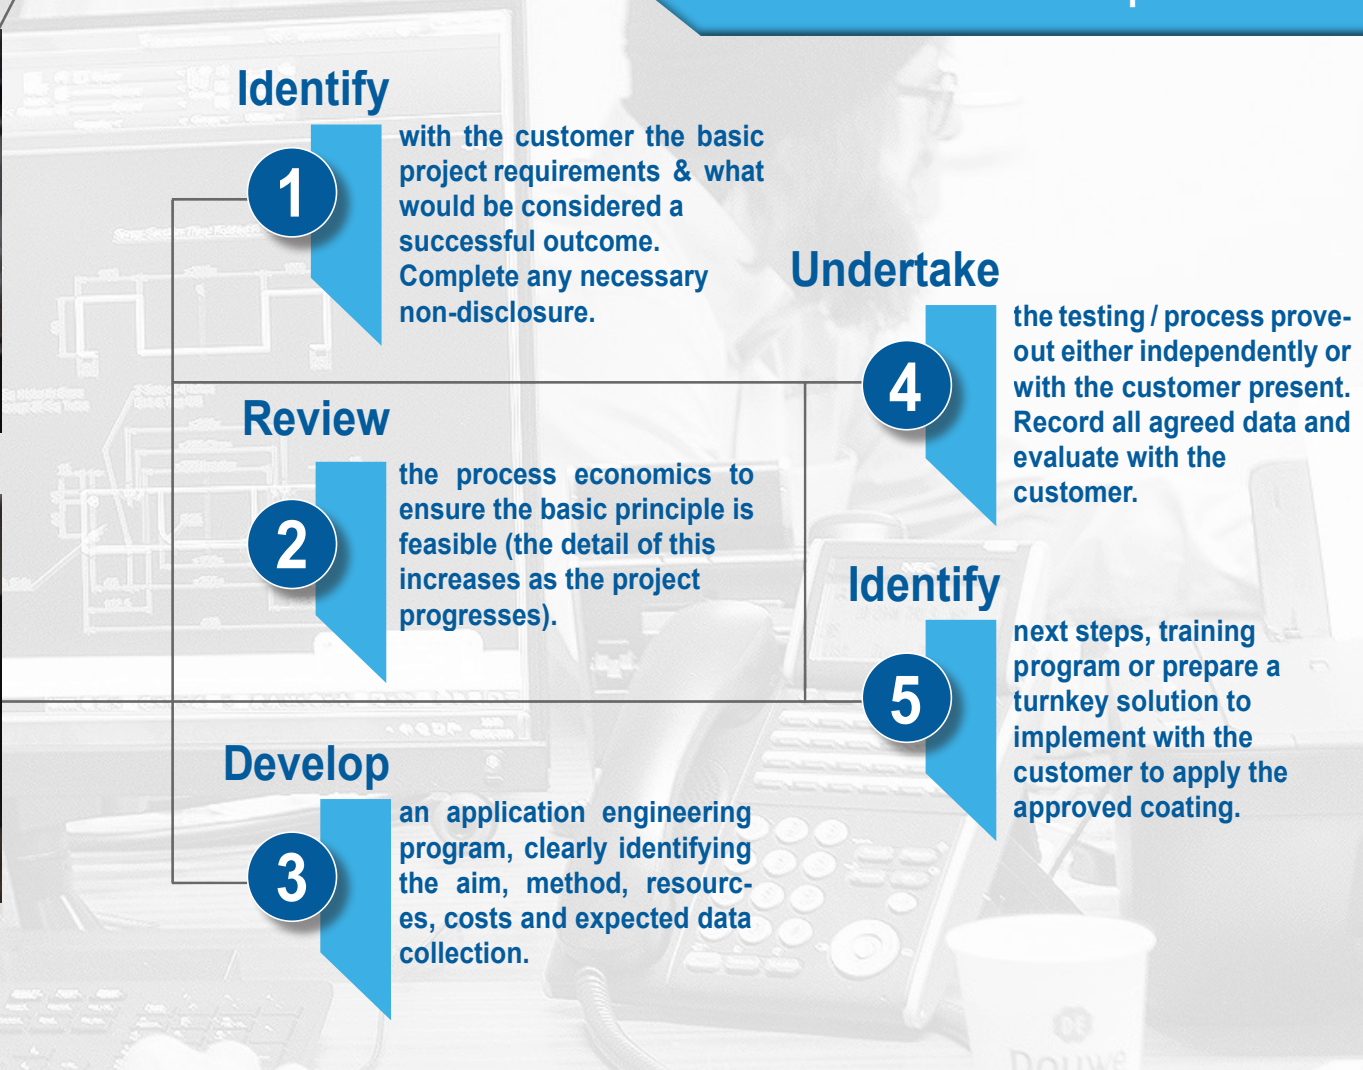 Identify
1
with the customer the basic
project requirements & what
would be considered a
successful outcome.
Complete any necessary
non-disclosure.
Review
2
the process economics to
ensure the basic principle is
feasible (the detail of this
increases as the project
progresses).
Develop
3
an application engineering
program, clearly identifying
the aim, method, resourc-
es, costs and expected data
collection.
Undertake
4
the testing / process prove-
out either independently or
with the customer present.
Record all agreed data and
evaluate with the
customer.
Identify
5
next steps, training
program or prepare a
turnkey solution to
implement with the
customer to apply the
approved coating.
DE